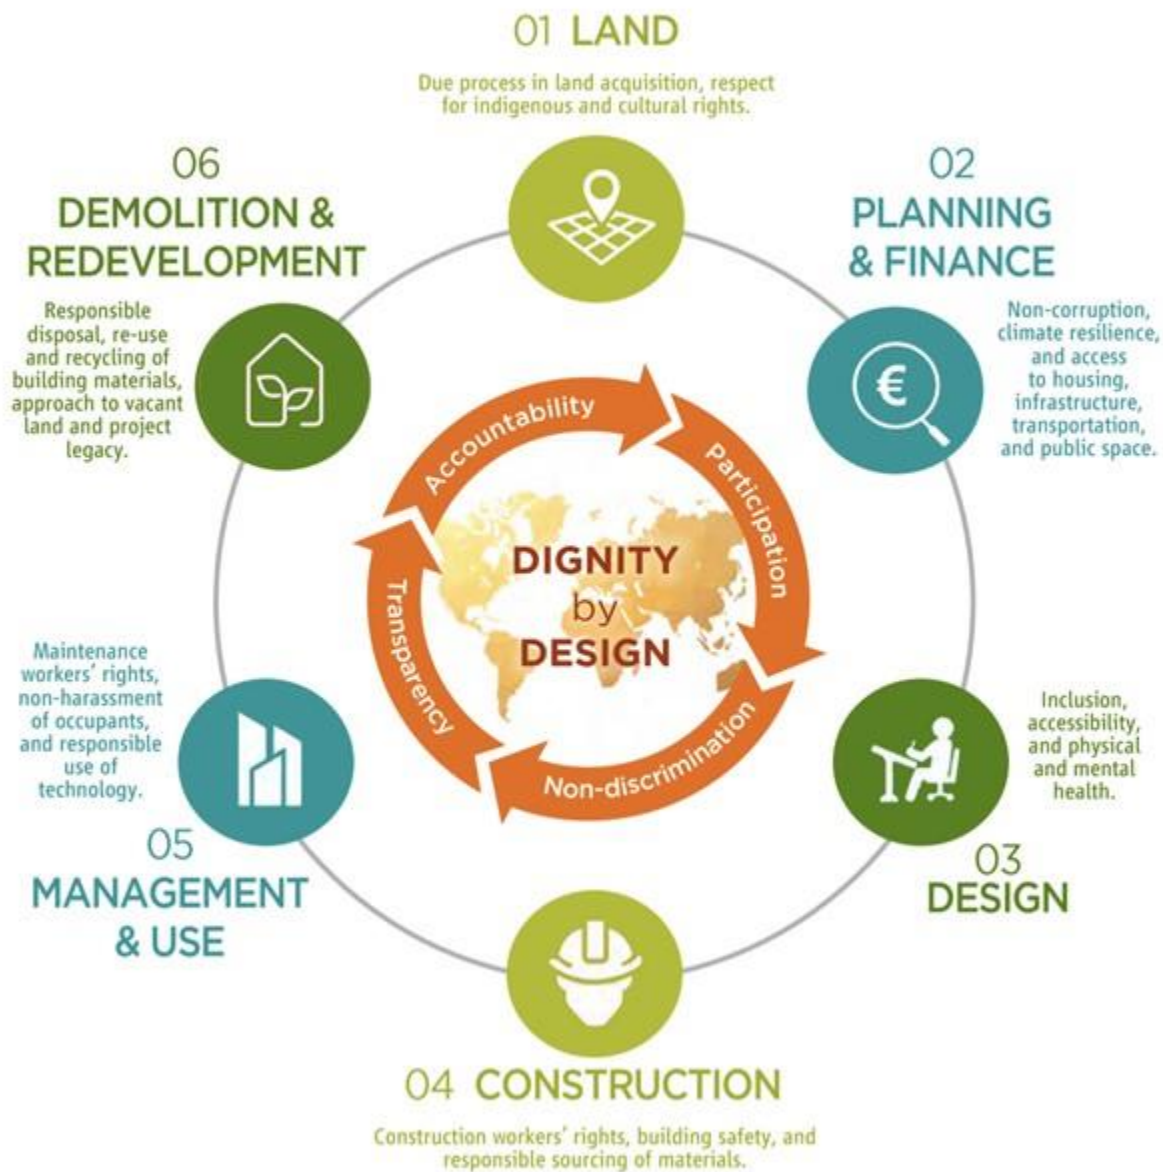 01 LAND
Due process in land acquisition, respect
for indigenous and cultural rights.
02
PLANNING
& FINANCE
Non-corruption,
climate resilience,
and access
to housing,
infrastructure,
transportation,
and public space.
€
03
DESIGN
Inclusion,
accessibility,
and physical
and mental
health.
04 CONSTRUCTION
Construction workers' rights, building safety, and
responsible sourcing of materials.
05
MANAGEMENT
& USE
Maintenance
workers' rights,
non-harassment
of occupants,
and responsible
use of
technology.
06
DEMOLITION &
REDEVELOPMENT
Responsible
disposal, re-use
and recycling of
building materials,
approach to vacant
land and project
legacy.
Accountability
Participation
Non-discrimination
Transparency
DIGNITY
by
DESIGN